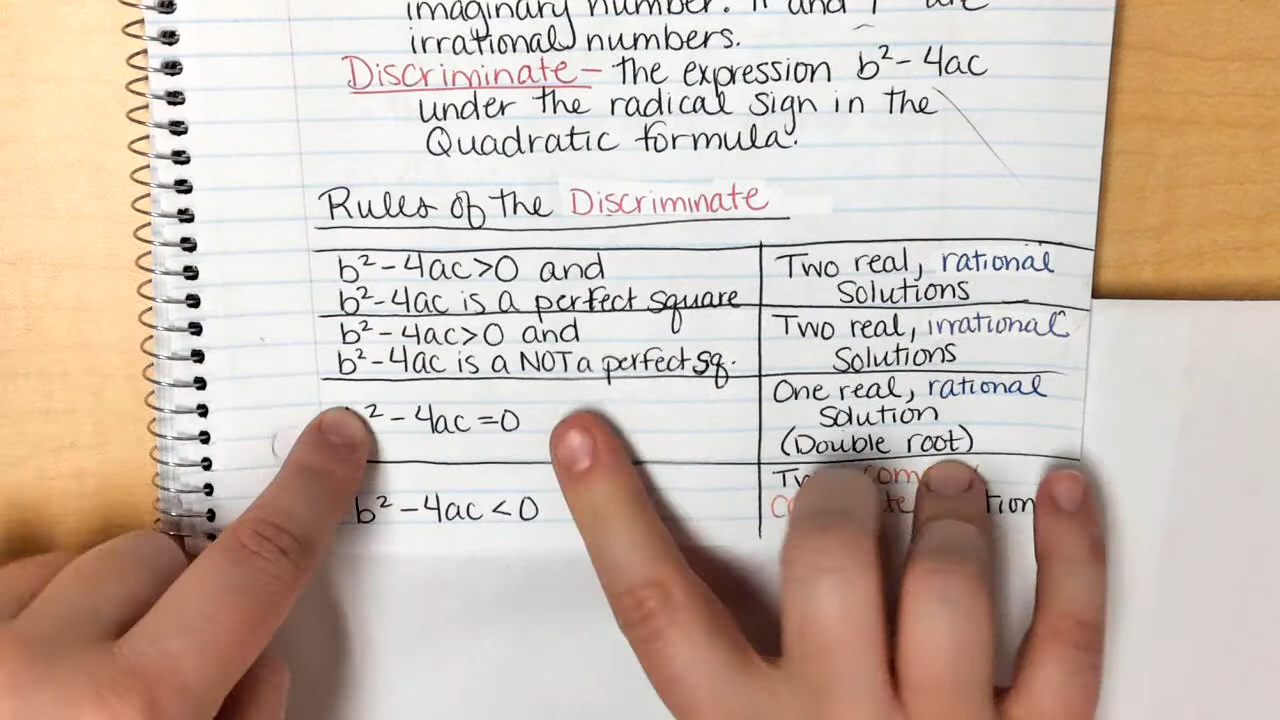 imaginary number.
irrational numbers.
Discriminate - the expression b² - 4ac
under the radical sign in the
Quadratic formula.
Rules of the Discriminate
b² - 4ac > 0 and
b² - 4ac is a perfect square
Two real, rational
Solutions
b² - 4ac > 0 and
b² - 4ac is a NOT a perfect sq.
Two real, irrational
Solutions
² - 4ac = 0
One real, rational
Solution
(Double root)
b² - 4ac < 0